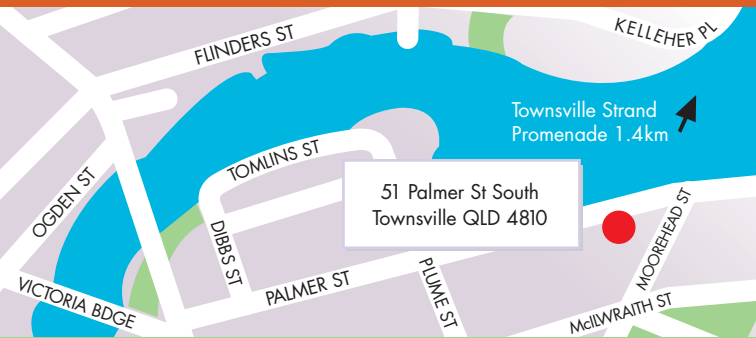 FLINDERS ST
KELLEHER PL
Townsville Strand
Promenade 1.4km
TOMLINS ST
OGDEN ST
51 Palmer St South
Townsville QLD 4810
DIBBS ST
MOOREHEAD ST
PALMER ST
PLUME ST
VICTORIA BDGE
McILWRAITH ST